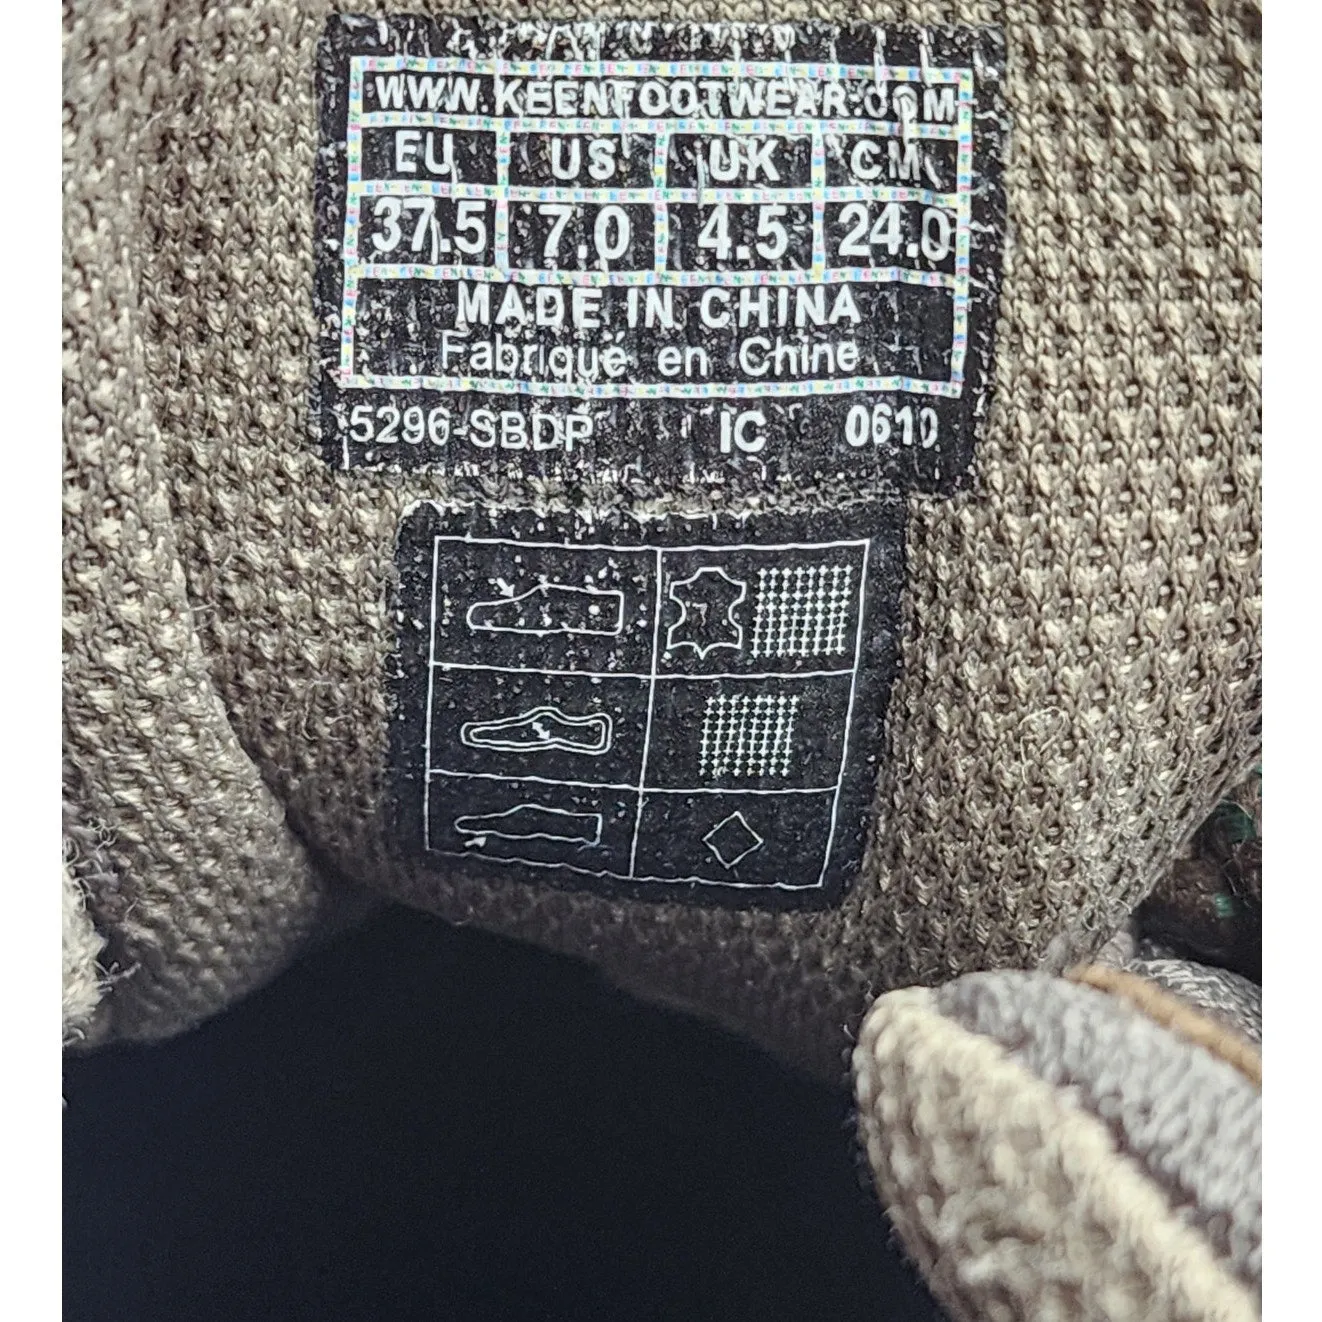 WWW.KEENFOOTWEAR.COM
EU US UK CM
37.5 7.0 4.5 24.0
MADE IN CHINA
Fabriqué en Chine
5296-SBDP IC 0610